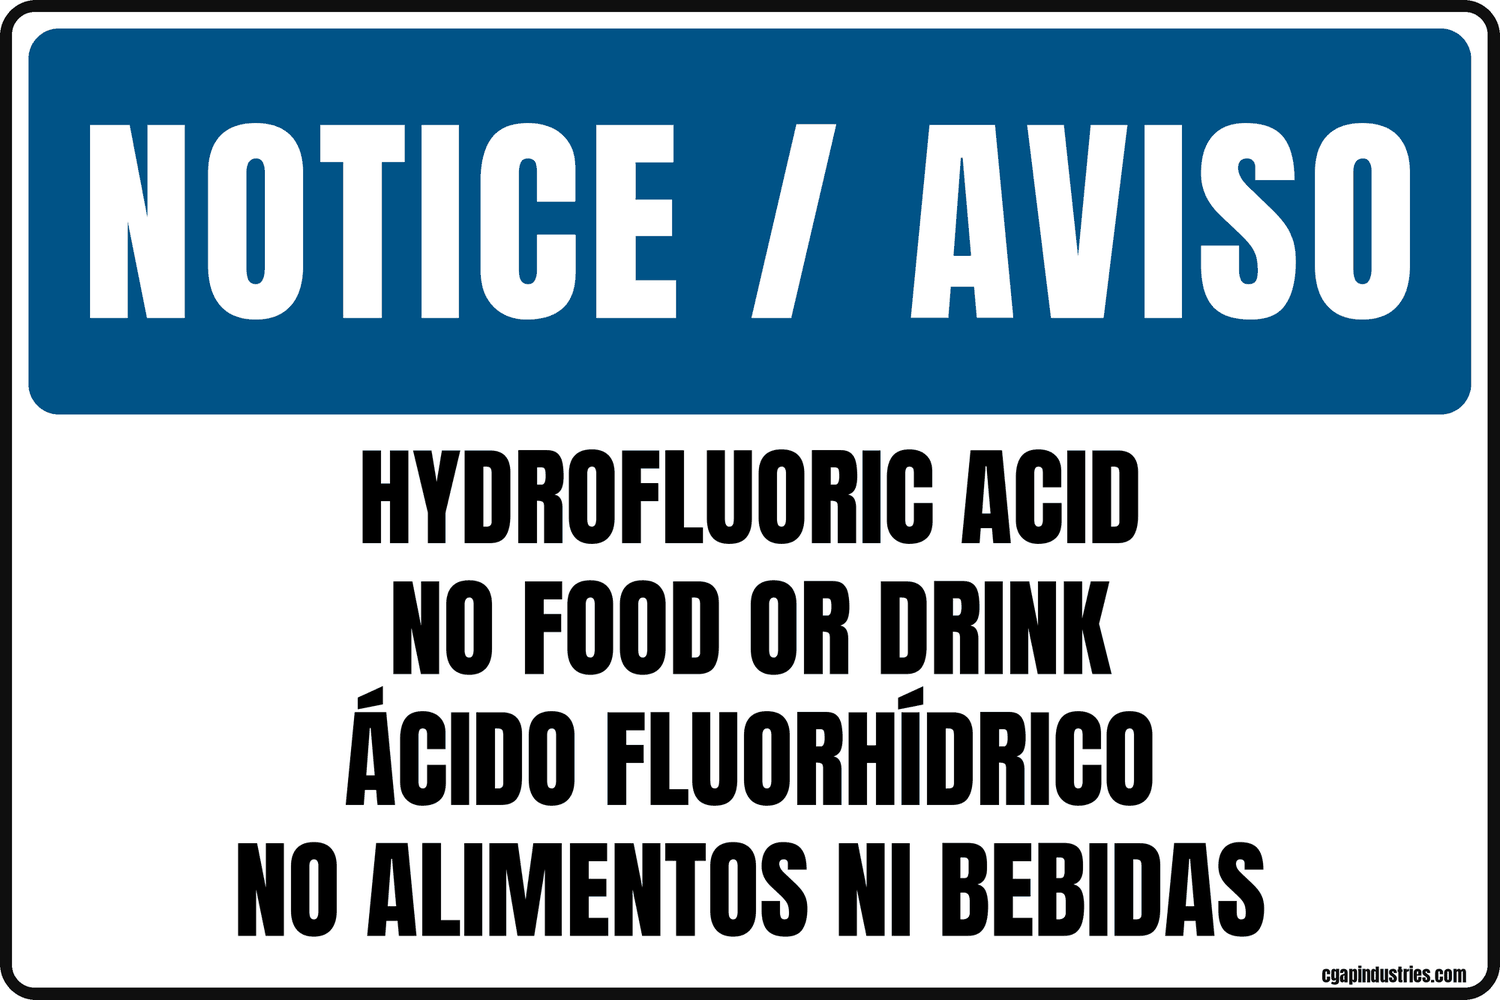 NOTICE / AVISO
HYDROFLUORIC ACID
NO FOOD OR DRINK
ÁCIDO FLUORHÍDRICO
NO ALIMENTOS NI BEBIDAS
cgapindustries.com